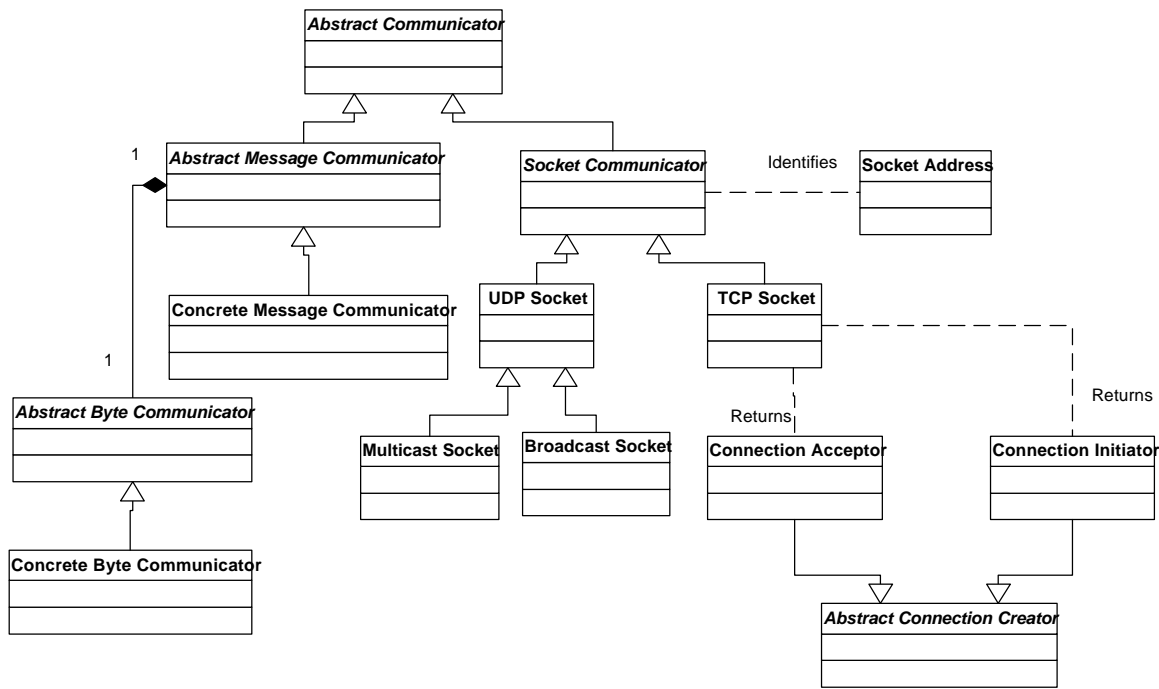 Abstract Communicator
1
Abstract Message Communicator
Socket Communicator
Identifies
Socket Address
UDP Socket
TCP Socket
Concrete Message Communicator
1
Abstract Byte Communicator
Returns
Returns
Multicast Socket
Broadcast Socket
Connection Acceptor
Connection Initiator
Concrete Byte Communicator
Abstract Connection Creator